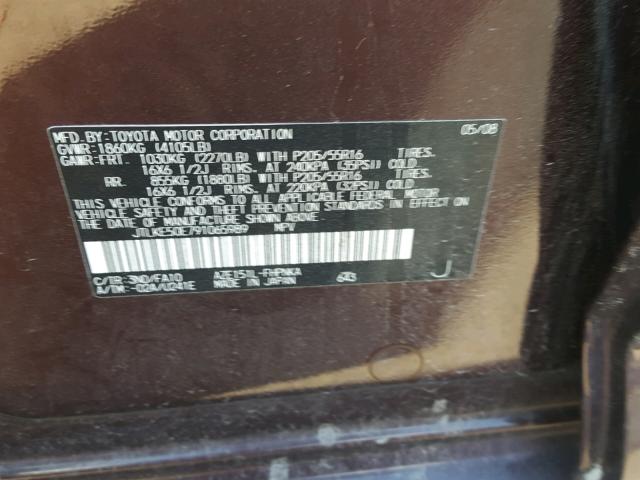 MFD. BY: TOYOTA MOTOR CORPORATION 05/08
GVWR: 1860KG (4105LB)
GAWR: FRT. 1030KG (2270LB) WITH P205/55R16 TIRES,
16X6 1/2J RIMS, AT 240KPA (35PSI) COLD
RR. 855KG (1880LB) WITH P205/55R16 TIRES,
16X6 1/2J RIMS, AT 220KPA (32PSI) COLD
THIS VEHICLE CONFORMS TO ALL APPLICABLE FEDERAL MOTOR
VEHICLE SAFETY AND THEFT PREVENTION STANDARDS IN EFFECT ON
THE DATE OF MANUFACTURE SHOWN ABOVE.
JTLKE50E791065989 MPV
C/TR: 3ND/FA10 AZE151L-FHPNKA 643 J
A/TM: -02A/U241E MADE IN JAPAN